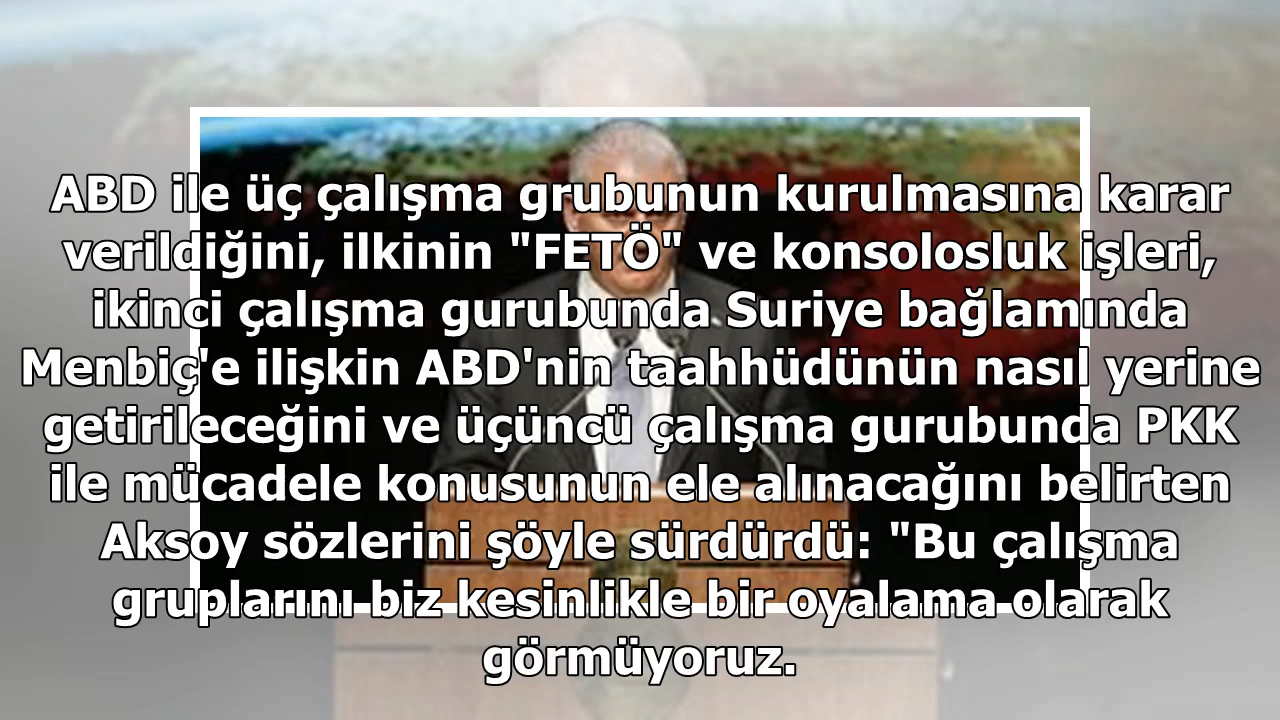 ABD ile üç çalışma grubunun kurulmasına karar
verildiğini, ilkinin "FETÖ" ve konsolosluk işleri,
ikinci çalışma gurubunda Suriye bağlamında
Menbiç'e ilişkin ABD'nin taahhüdünün nasıl yerine
getirileceğini ve üçüncü çalışma gurubunda PKK
ile mücadele konusunun ele alınacağını belirten
Aksoy sözlerini şöyle sürdürdü: "Bu çalışma
gruplarını biz kesinlikle bir oyalama olarak
görmüyoruz.